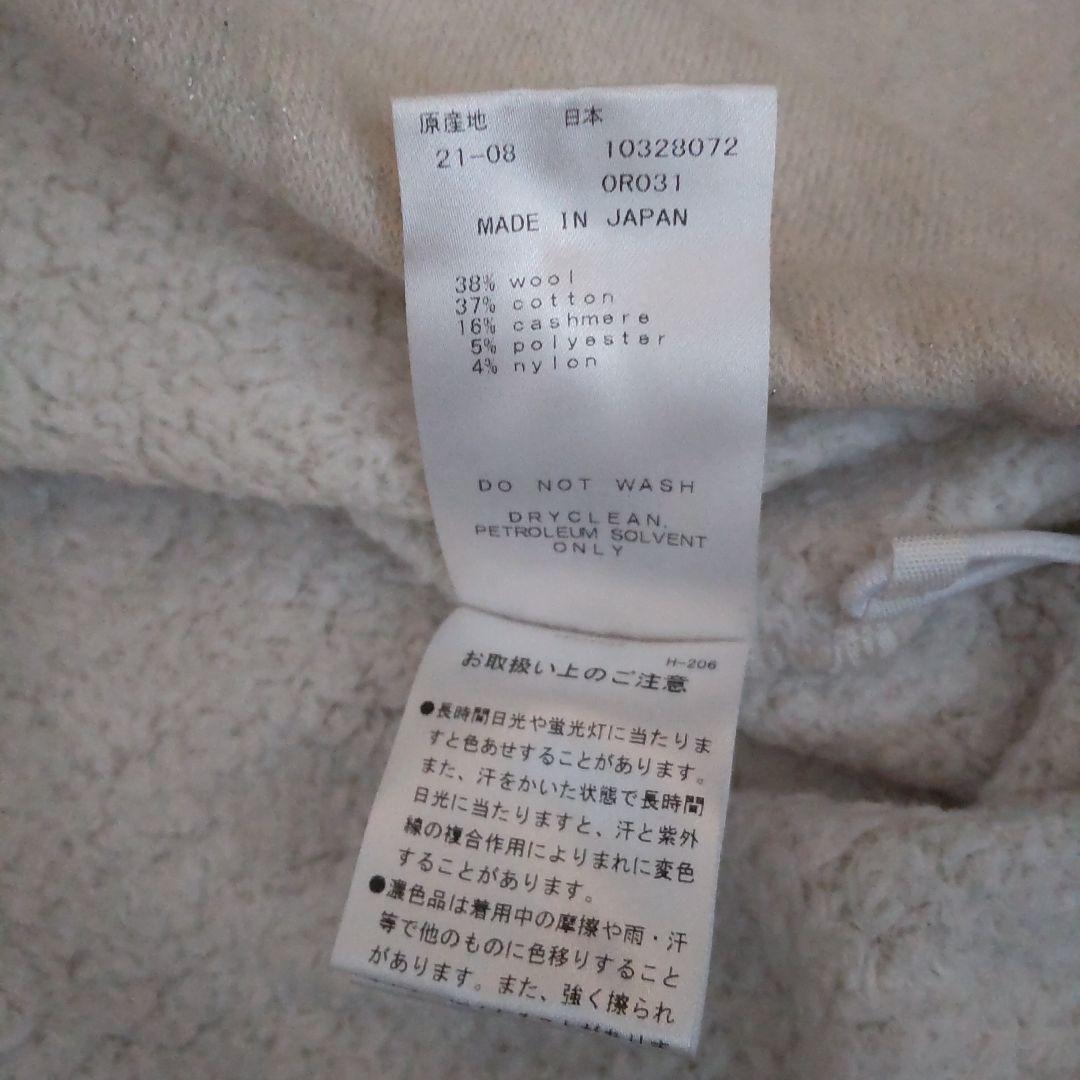 原産地 日本
21-08 10328072
0R031
MADE IN JAPAN
38% wool
37% cotton
16% cashmere
5% polyester
4% nylon
DO NOT WASH
DRYCLEAN,
PETROLEUM SOLVENT
ONLY
H-206
お取扱い上のご注意
●長時間日光や蛍光灯に当たりま
すと色あせすることがあります。
また、汗をかいた状態で長時間
日光に当たりますと、汗と紫外
線の複合作用によりまれに変色
することがあります。
●濃色品は着用中の摩擦や雨・汗
等で他のものに色移りすること
があります。また、強く擦られ